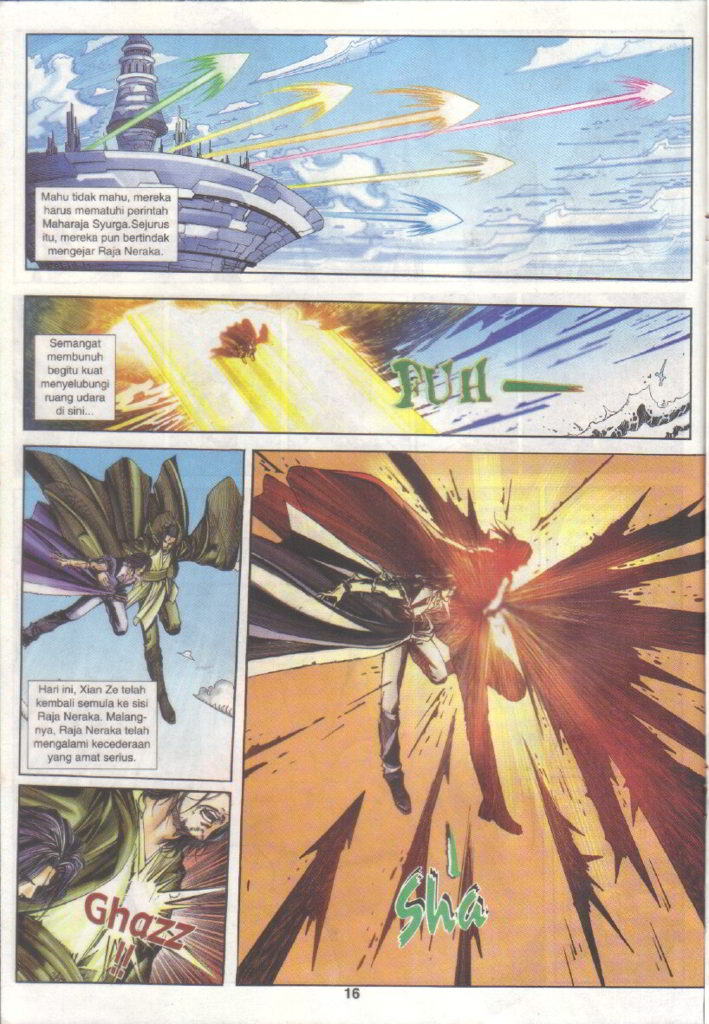 Mahu tidak mahu, mereka
harus mematuhi perintah
Maharaja Syurga.Sejurus
itu, mereka pun bertindak
mengejar Raja Neraka.
Semangat
membunuh
begitu kuat
menyelubungi
ruang udara
di sini...
FUH
Hari ini, Xian Ze telah
kembali semula ke sisi
Raja Neraka. Malang-
nya, Raja Neraka telah
mengalami kecederaan
yang amat serius.
Sha
Ghazz
!!
16